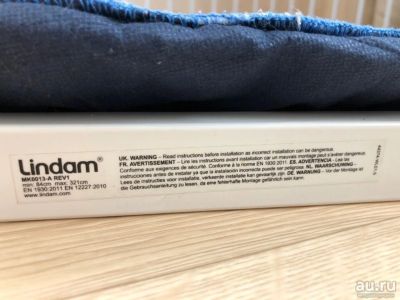 Lindam®
MK0013-A REV1
min: 84cm max: 321cm
EN 1930:2011 EN 12227:2010
www.lindam.com
UK. WARNING - Read instructions before installation as incorrect installation can be dangerous.
FR. AVERTISSEMENT - Lire les instructions avant installation car un mauvais montage peut s'avérer dangereux.
Conforme aux exigences de sécurité. Conforme à la norme EN 1930:2011. ES. ADVERTENCIA - Lea las
instrucciones antes de instalar ya que la instalación incorrecta puede ser peligrosa. NL. WAARSCHUWING -
Lees de instructies voor installatie, verkeerde installatie kan gevaarlijk zijn. DE. WARNUNG - Vor der Montage ist
die Gebrauchsanleitung zu lesen, da eine fehlerhafte Montage gefährlich sein kann.
au.ru